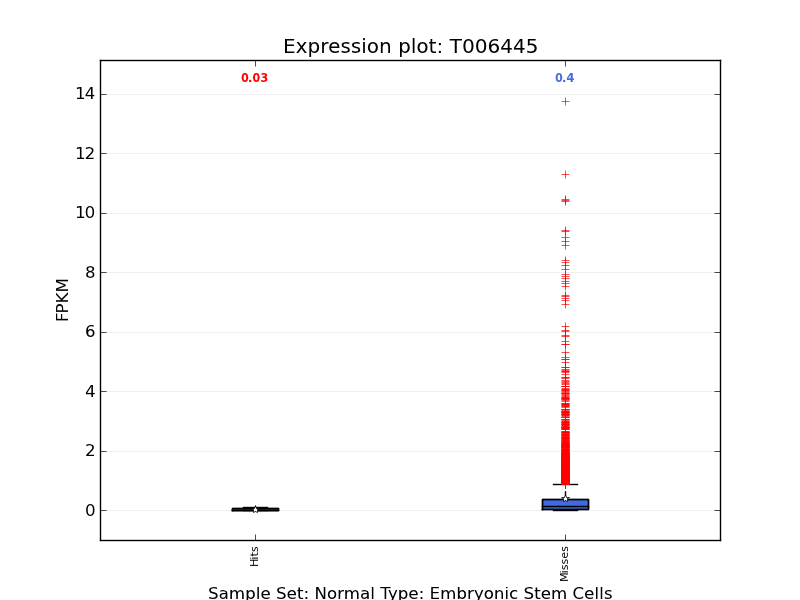 Expression plot: T006445
0.03
0.4
14
12
10
8
6
4
2
0
FPKM
Hits
Misses
Sample Set: Normal Type: Embryonic Stem Cells